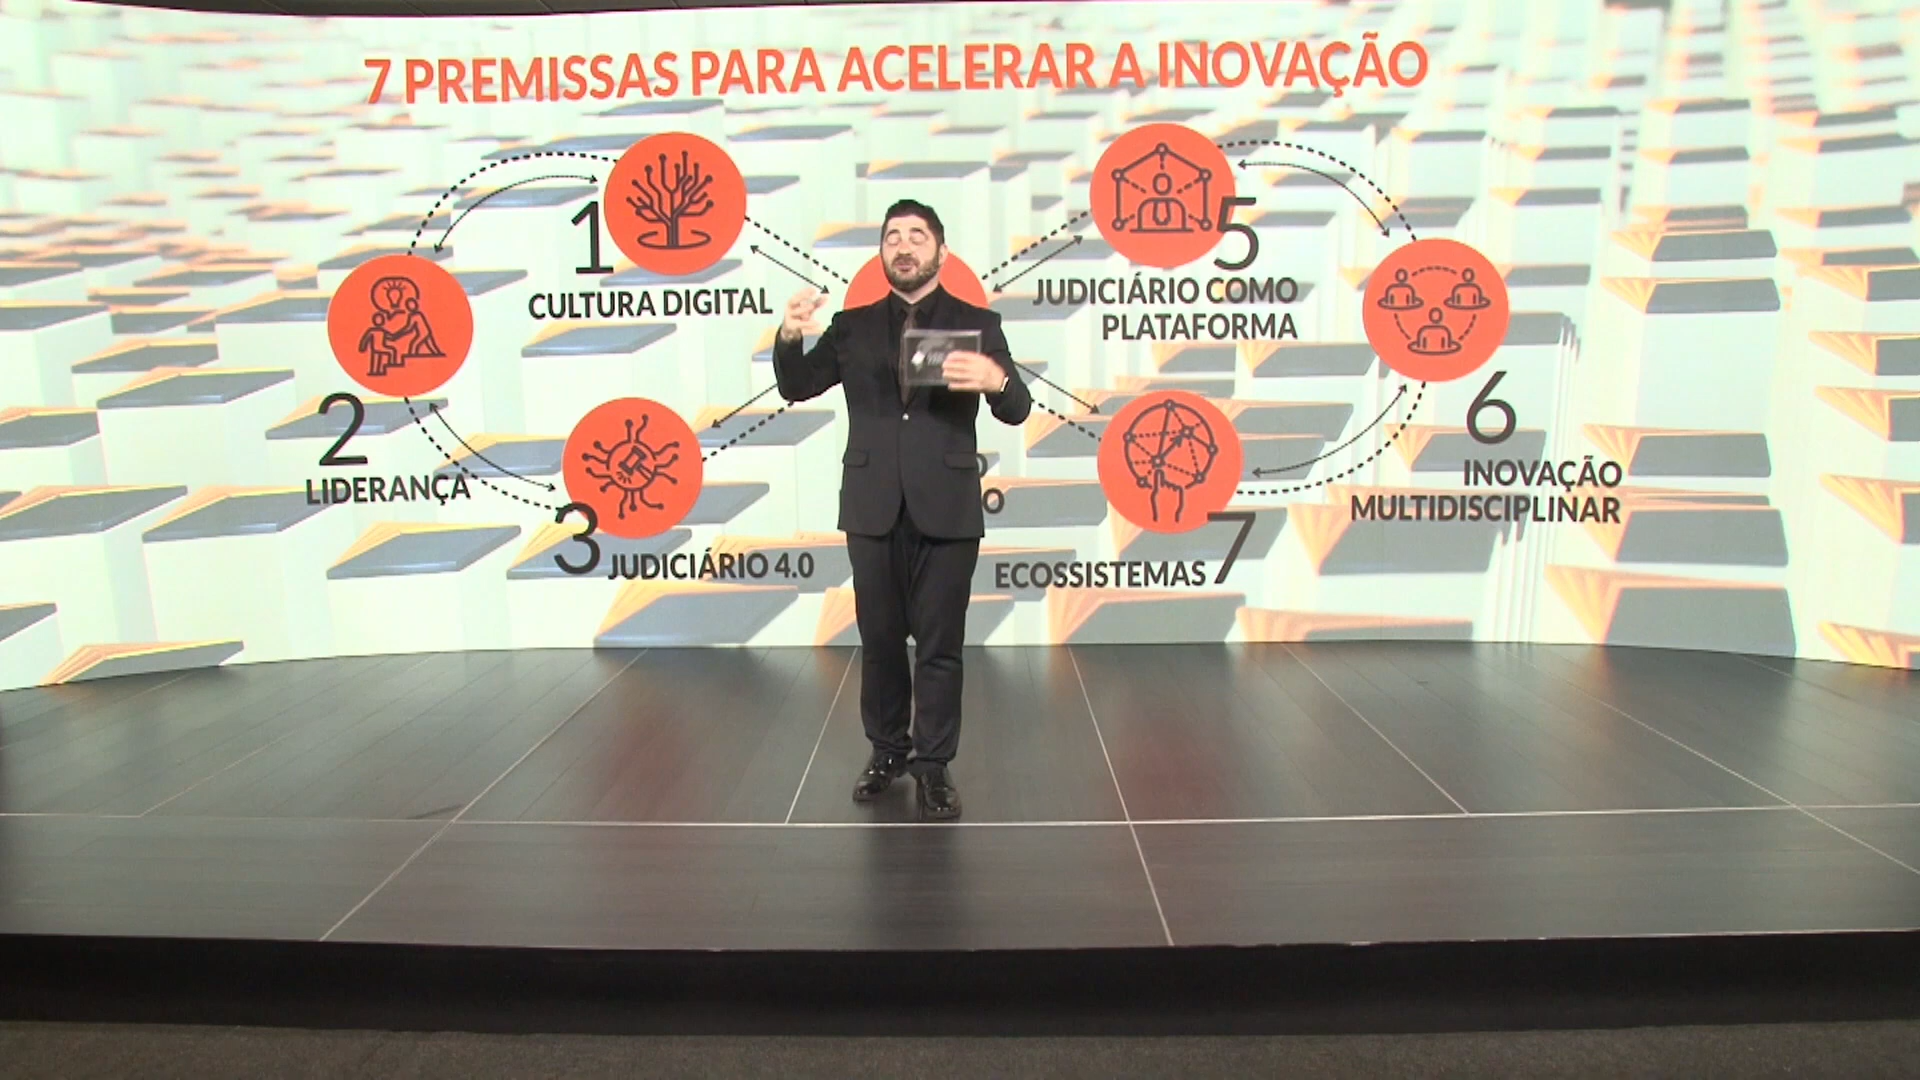 7 PREMISSAS PARA ACELERAR A INOVAÇÃO
1
CULTURA DIGITAL
2
LIDERANÇA
3 JUDICIÁRIO 4.0
5
JUDICIÁRIO COMO
PLATAFORMA
6
INOVAÇÃO
MULTIDISCIPLINAR
ECOSSISTEMAS 7